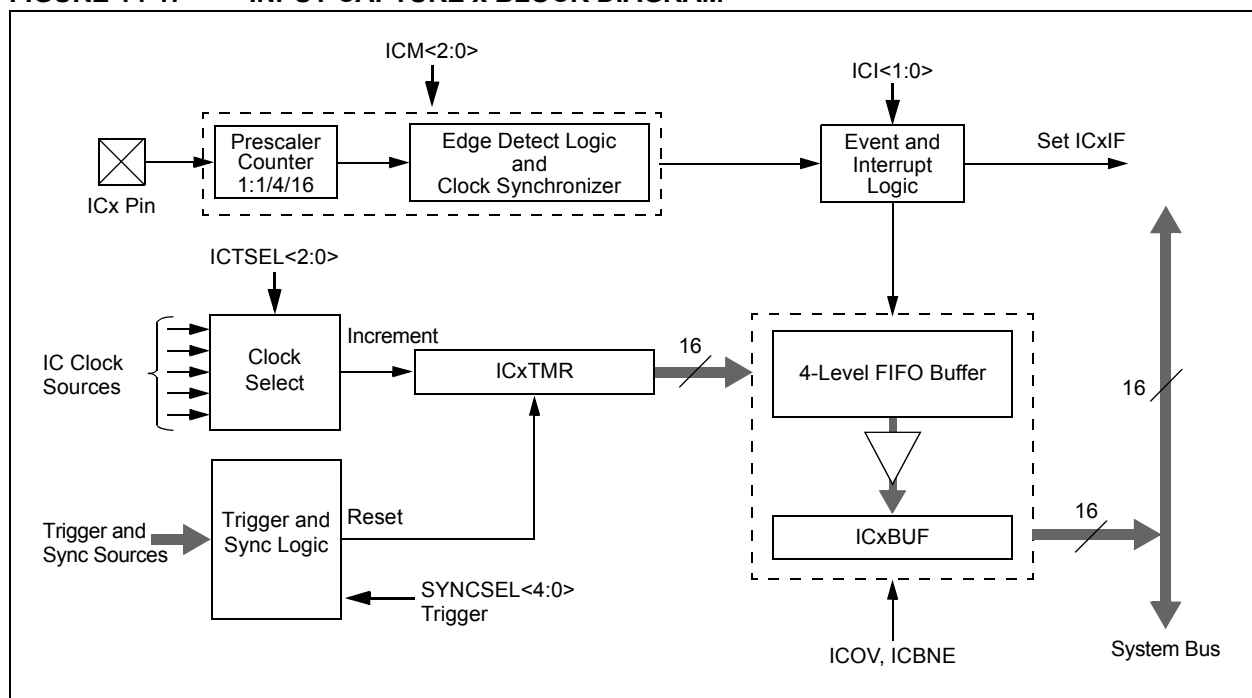 ICM<2:0>
ICI<1:0>
Prescaler
Counter
1:1/4/16
Edge Detect Logic
and
Clock Synchronizer
Event and
Interrupt
Logic
Set ICxIF
ICx Pin
ICTSEL<2:0>
IC Clock
Sources
Clock
Select
Increment
ICxTMR
16
4-Level FIFO Buffer
16
Trigger and
Sync Sources
Trigger and
Sync Logic
Reset
ICxBUF
16
SYNCSEL<4:0>
Trigger
ICOV, ICBNE
System Bus